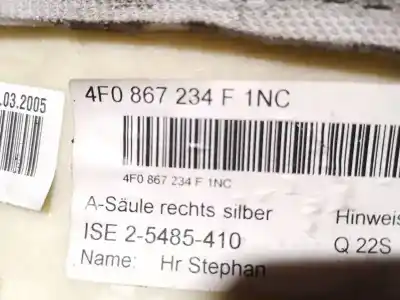 .03.2005
4F0 867 234 F 1NC
4F0 867 234 F 1NC
A-Säule rechts silber
Hinweis
ISE 2-5485-410
Q 22S
Name: Hr Stephan